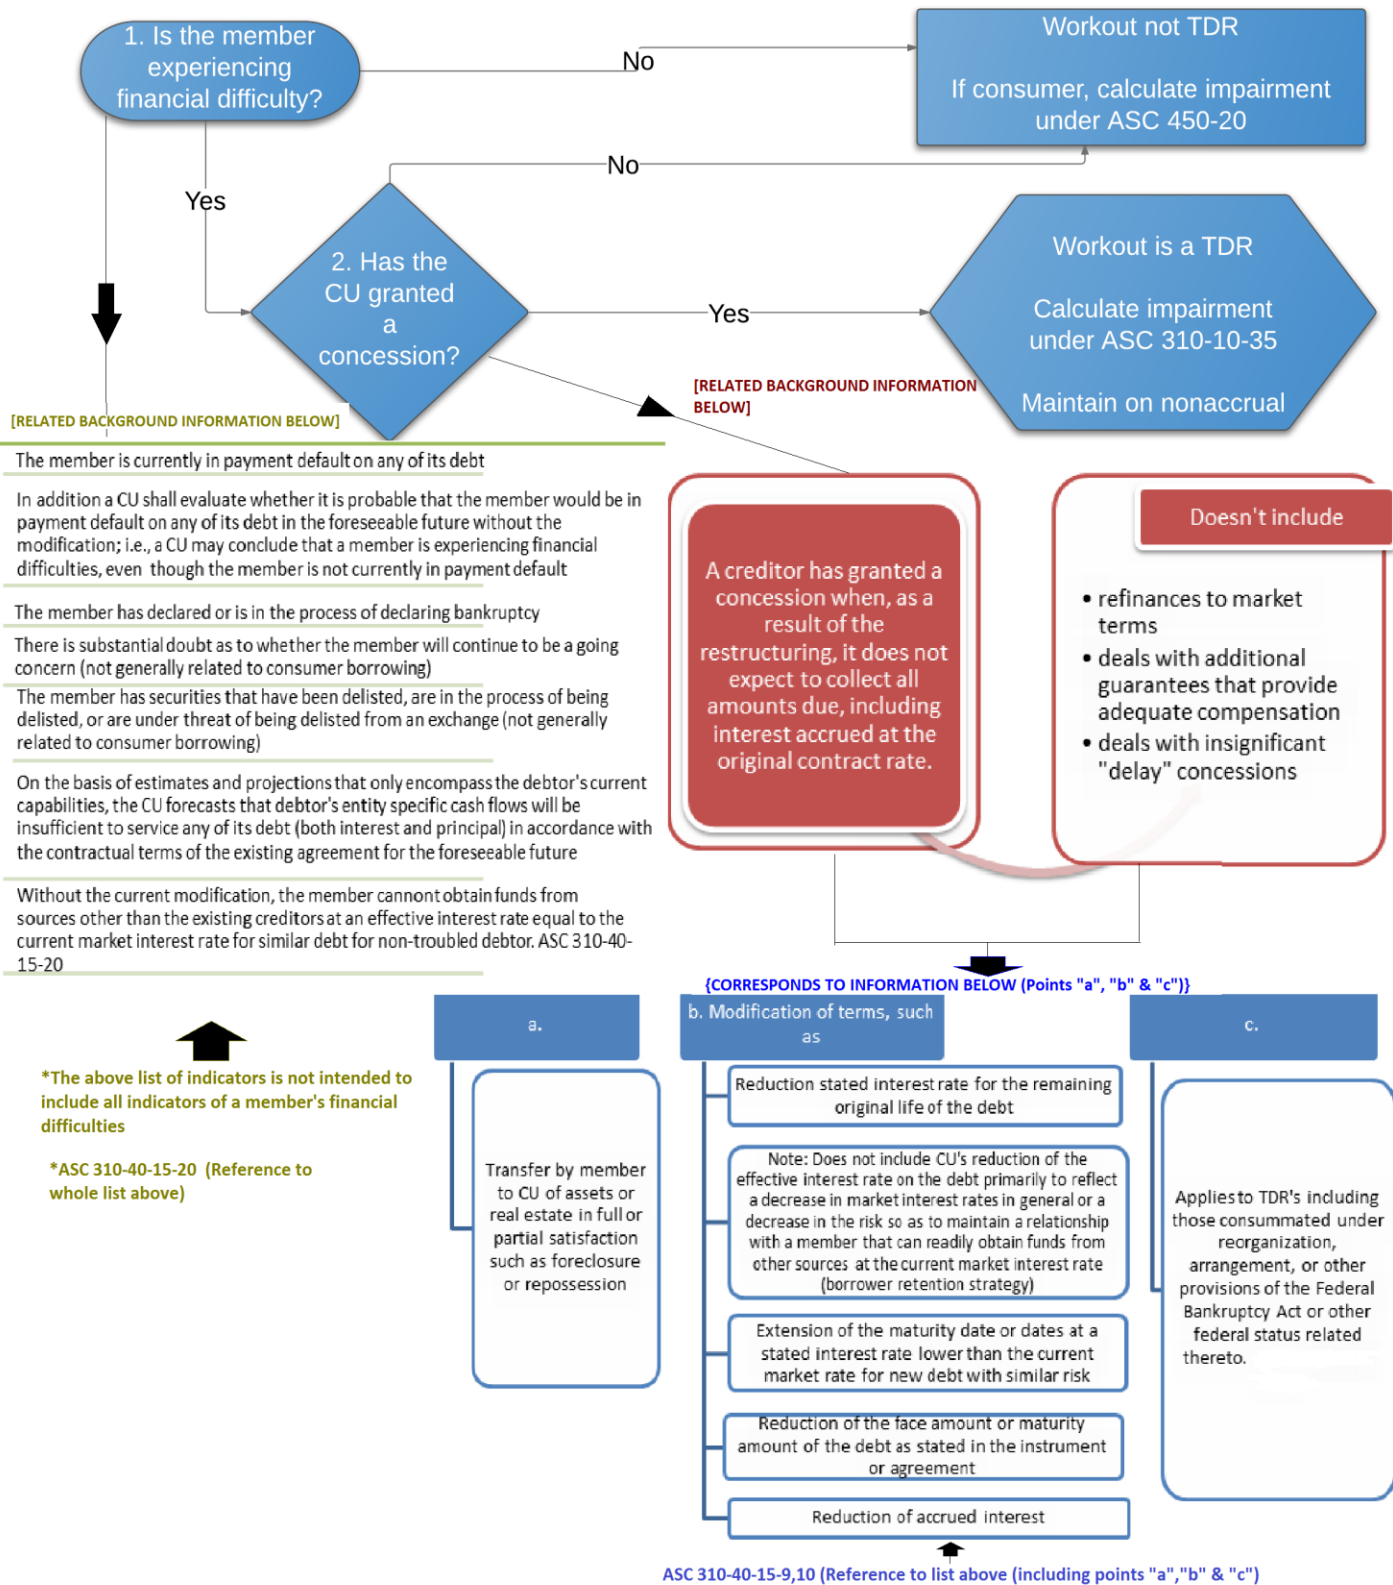 1. Is the member
experiencing
financial difficulty?
No
Workout not TDR
If consumer, calculate impairment
under ASC 450-20
No
Yes
2. Has the
CU granted
a
concession?
Yes
Workout is a TDR
Calculate impairment
under ASC 310-10-35
Maintain on nonaccrual
[RELATED BACKGROUND INFORMATION BELOW]
The member is currently in payment default on any of its debt
In addition a CU shall evaluate whether it is probable that the member would be in
payment default on any of its debt in the foreseeable future without the
modification; i.e., a CU may conclude that a member is experiencing financial
difficulties, even though the member is not currently in payment default
The member has declared or is in the process of declaring bankruptcy
There is substantial doubt as to whether the member will continue to be a going
concern (not generally related to consumer borrowing)
The member has securities that have been delisted, are in the process of being
delisted, or are under threat of being delisted from an exchange (not generally
related to consumer borrowing)
On the basis of estimates and projections that only encompass the debtor's current
capabilities, the CU forecasts that debtor's entity specific cash flows will be
insufficient to service any of its debt (both interest and principal) in accordance with
the contractual terms of the existing agreement for the foreseeable future
Without the current modification, the member cannont obtain funds from
sources other than the existing creditors at an effective interest rate equal to the
current market interest rate for similar debt for non-troubled debtor. ASC 310-40-
15-20
*The above list of indicators is not intended to
include all indicators of a member's financial
difficulties
*ASC 310-40-15-20 (Reference to
whole list above)
[RELATED BACKGROUND INFORMATION
BELOW]
A creditor has granted a
concession when, as a
result of the
restructuring, it does not
expect to collect all
amounts due, including
interest accrued at the
original contract rate.
Doesn't include
• refinances to market
terms
• deals with additional
guarantees that provide
adequate compensation
• deals with insignificant
"delay" concessions
{CORRESPONDS TO INFORMATION BELOW (Points "a", "b" & "c")}
a.
Transfer by member
to CU of assets or
real estate in full or
partial satisfaction
such as foreclosure
or repossession
b. Modification of terms, such
as
Reduction stated interest rate for the remaining
original life of the debt
Note: Does not include CU's reduction of the
effective interest rate on the debt primarily to reflect
a decrease in market interest rates in general or a
decrease in the risk so as to maintain a relationship
with a member that can readily obtain funds from
other sources at the current market interest rate
(borrower retention strategy)
Extension of the maturity date or dates at a
stated interest rate lower than the current
market rate for new debt with similar risk
Reduction of the face amount or maturity
amount of the debt as stated in the instrument
or agreement
Reduction of accrued interest
c.
Applies to TDR's including
those consummated under
reorganization,
arrangement, or other
provisions of the Federal
Bankruptcy Act or other
federal status related
thereto.
ASC 310-40-15-9,10 (Reference to list above (including points "a","b" & "c")